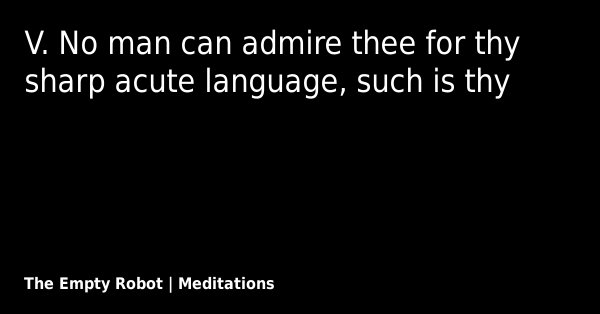 V. No man can admire thee for thy
sharp acute language, such is thy
The Empty Robot | Meditations